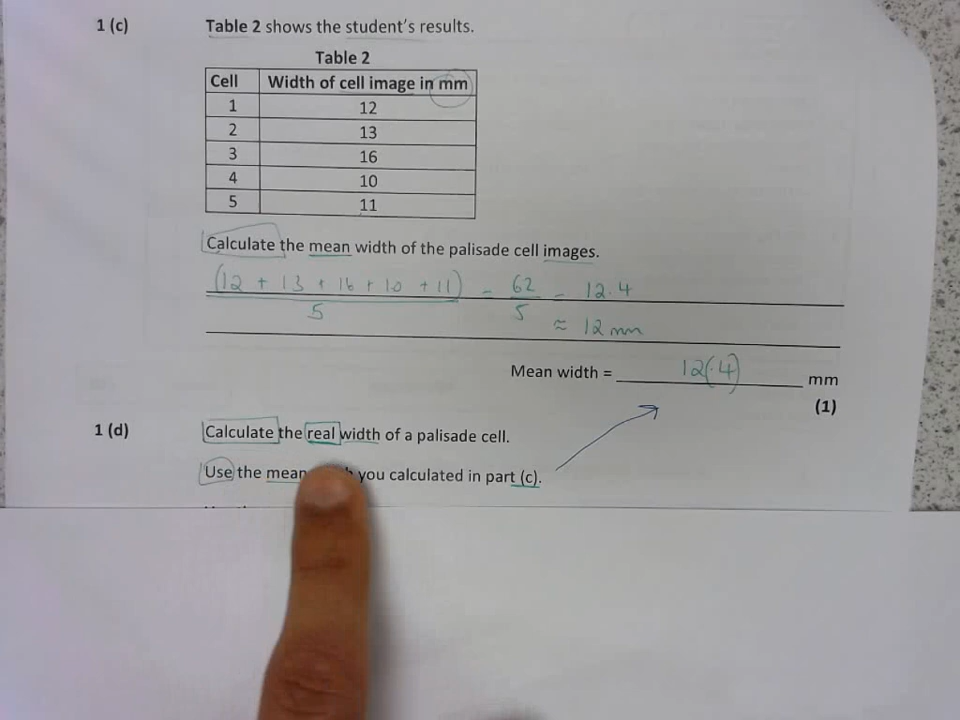 1 (c) Table 2 shows the student's results.
Table 2
Cell Width of cell image in mm
1 12
2 13
3 16
4 10
5 11
Calculate the mean width of the palisade cell images.
(12 + 13 + 16 + 10 + 11) = 62 = 12.4
5 5
≈ 12 mm
Mean width = 12(.4) mm
(1)
1 (d) Calculate the real width of a palisade cell.
Use the mean you calculated in part (c).